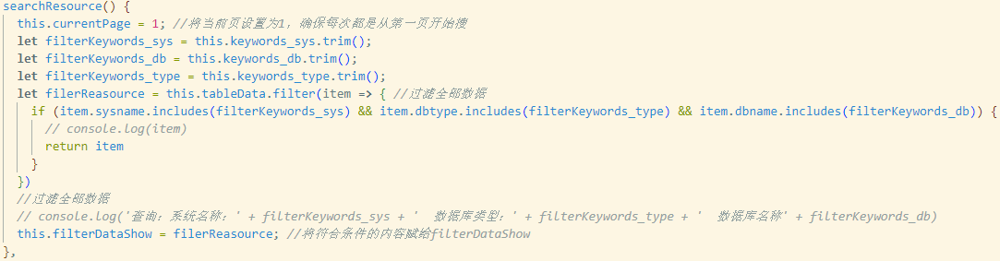 searchResource() {
this.currentPage = 1; //将当前页设置为1，确保每次都是从第一页开始搜
let filterKeywords_sys = this.keywords_sys.trim();
let filterKeywords_db = this.keywords_db.trim();
let filterKeywords_type = this.keywords_type.trim();
let filerReasource = this.tableData.filter(item => { //过滤全部数据
if (item.sysname.includes(filterKeywords_sys) && item.dbtype.includes(filterKeywords_type) && item.dbname.includes(filterKeywords_db)) {
// console.log(item)
return item
}
})
//过滤全部数据
// console.log('查询：系统名称：' + filterKeywords_sys + '  数据库类型：' + filterKeywords_type + '  数据库名称' + filterKeywords_db)
this.filterDataShow = filerReasource; //将符合条件的内容赋给filterDataShow
},